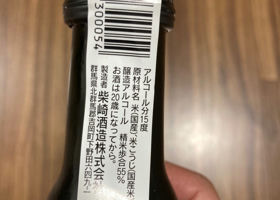 300054
アルコール分15度
原材料名 米(国産)、米こうじ(国産米)
醸造アルコール 精米歩合55%
お酒は20歳になってから。
製造者 柴崎酒造株式会
群馬県北群馬郡吉岡町下野田六四九